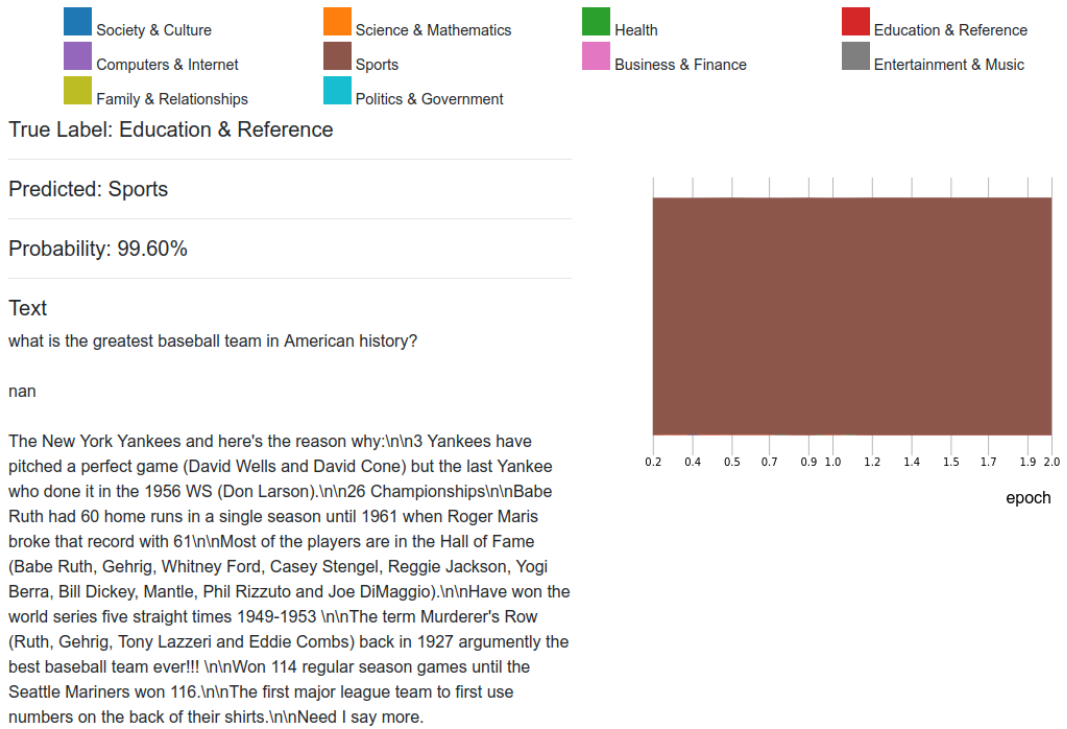 Society & Culture
Science & Mathematics
Health
Education & Reference
Computers & Internet
Sports
Business & Finance
Entertainment & Music
Family & Relationships
Politics & Government
True Label: Education & Reference
Predicted: Sports
Probability: 99.60%
Text
what is the greatest baseball team in American history?
nan
The New York Yankees and here's the reason why:\n\n3 Yankees have
pitched a perfect game (David Wells and David Cone) but the last Yankee
who done it in the 1956 WS (Don Larson).\n\n26 Championships\n\nBabe
Ruth had 60 home runs in a single season until 1961 when Roger Maris
broke that record with 61\n\nMost of the players are in the Hall of Fame
(Babe Ruth, Gehrig, Whitney Ford, Casey Stengel, Reggie Jackson, Yogi
Berra, Bill Dickey, Mantle, Phil Rizzuto and Joe DiMaggio).\n\nHave won the
world series five straight times 1949-1953 \n\nThe term Murderer's Row
(Ruth, Gehrig, Tony Lazzeri and Eddie Combs) back in 1927 argumently the
best baseball team ever!!! \n\nWon 114 regular season games until the
Seattle Mariners won 116.\n\nThe first major league team to first use
numbers on the back of their shirts.\n\nNeed I say more.
0.2 0.4 0.5 0.7 0.9 1.0 1.2 1.4 1.5 1.7 1.9 2.0
epoch